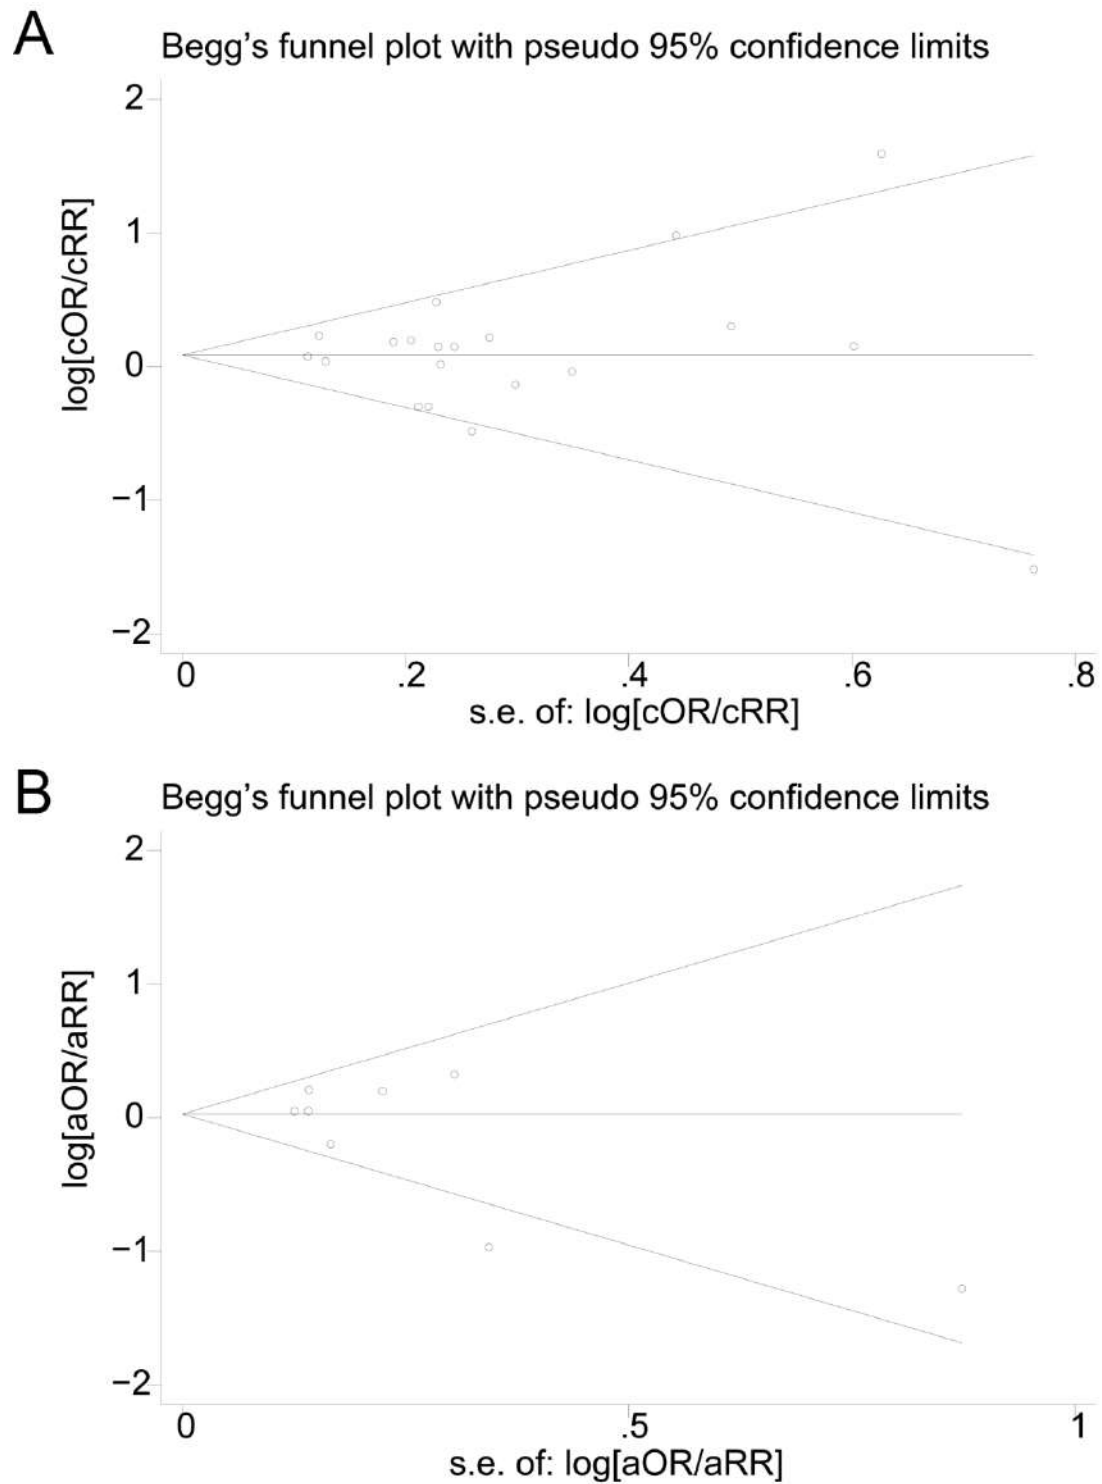 A
Begg's funnel plot with pseudo 95% confidence limits
log[cOR/cRR]
2
1
0
−1
−2
0 .2 .4 .6 .8
s.e. of: log[cOR/cRR]
B
Begg's funnel plot with pseudo 95% confidence limits
log[aOR/aRR]
2
1
0
−1
−2
0 .5 1
s.e. of: log[aOR/aRR]